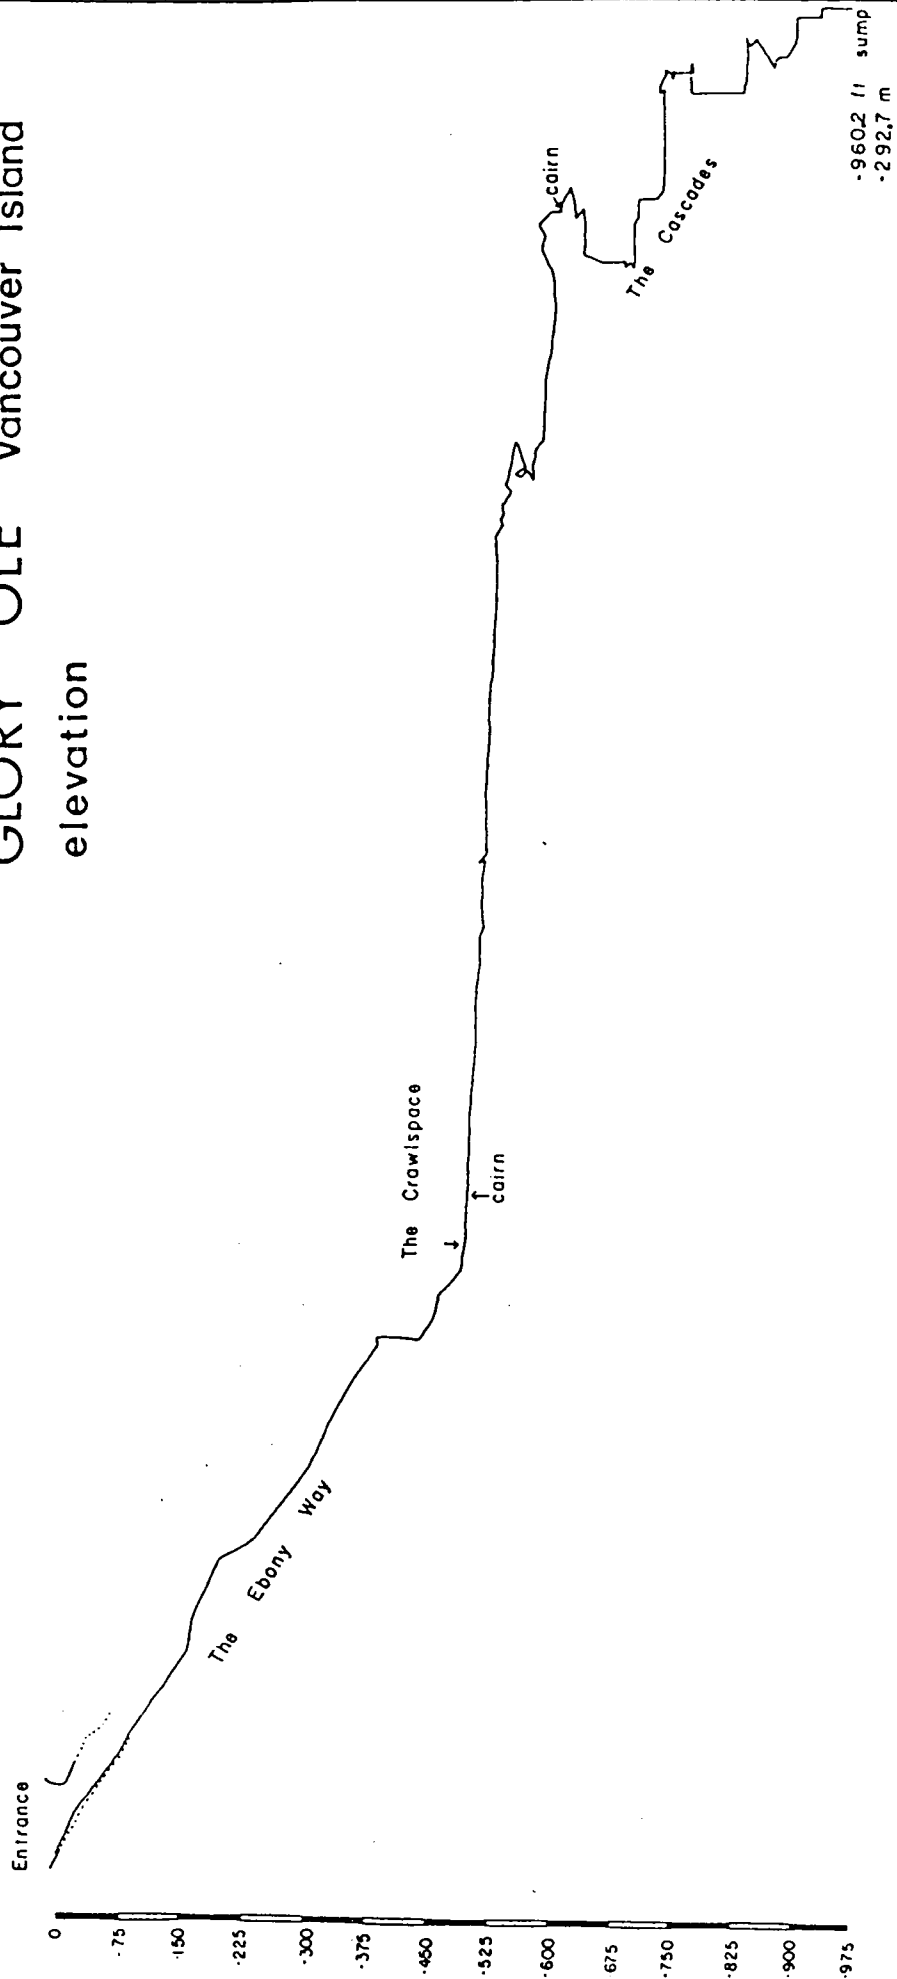 GLORY 'OLE Vancouver Island
elevation
Entrance
The Ebony Way
The Crawlspace
cairn
cairn
The Cascades
-960.2 ft sump
-292.7 m
0
-75
-150
-225
-300
-375
-450
-525
-600
-675
-750
-825
-900
-975